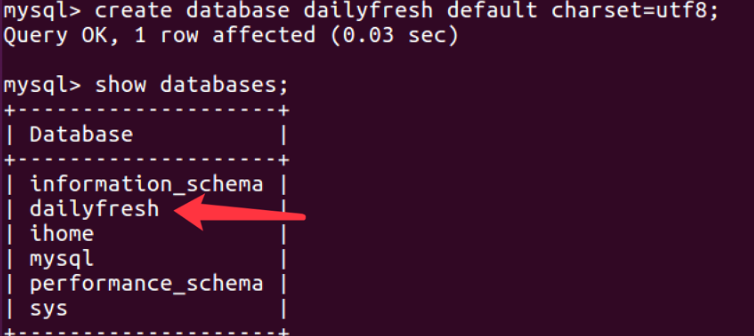 mysql> create database dailyfresh default charset=utf8;
Query OK, 1 row affected (0.03 sec)
mysql> show databases;
+--------------------+
| Database           |
+--------------------+
| information_schema |
| dailyfresh         |
| ihome              |
| mysql              |
| performance_schema |
| sys                |
+--------------------+